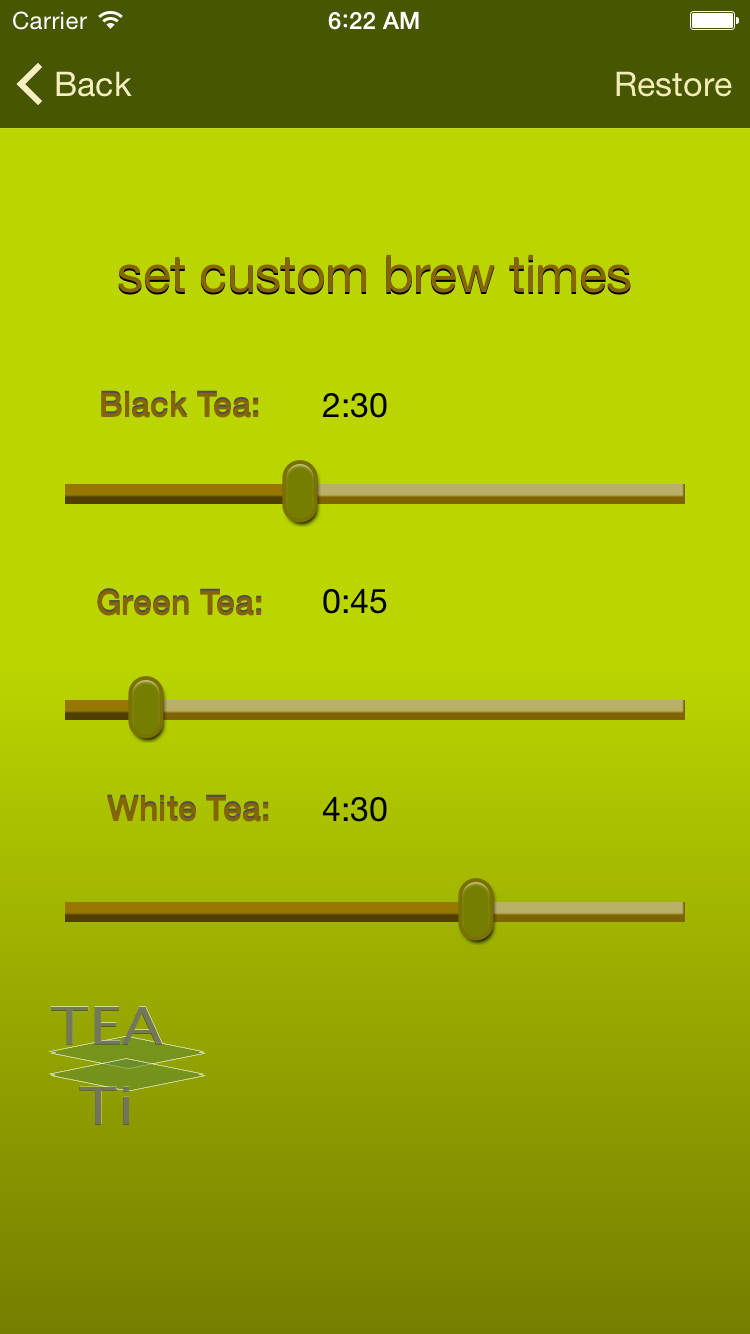 Carrier 6:22 AM
Back Restore
set custom brew times
Black Tea: 2:30
Green Tea: 0:45
White Tea: 4:30
TEA
Ti